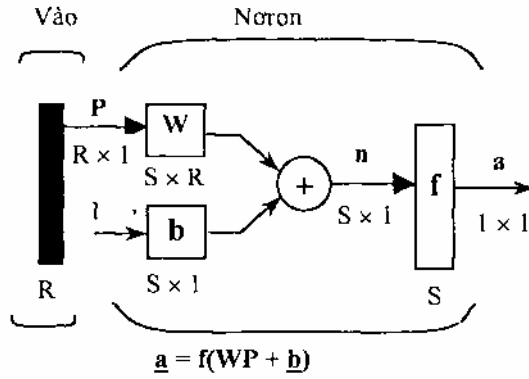 Vào Nơron
P W n a
R × 1 f
S × R + S × 1 1 × 1
1 b
R S × 1 S
a = f(WP + b)